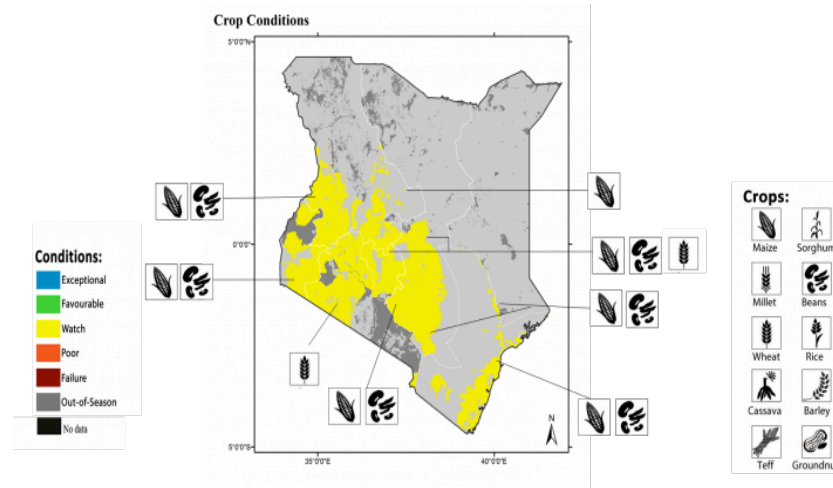 Crop Conditions
5°0'0"N
0°0'0"
5°0'0"S
35°0'0"E
40°0'0"E
N
Conditions:
Exceptional
Favourable
Watch
Poor
Failure
Out-of-Season
No data
Crops:
Maize Sorghum
Millet Beans
Wheat Rice
Cassava Barley
Teff Groundnu